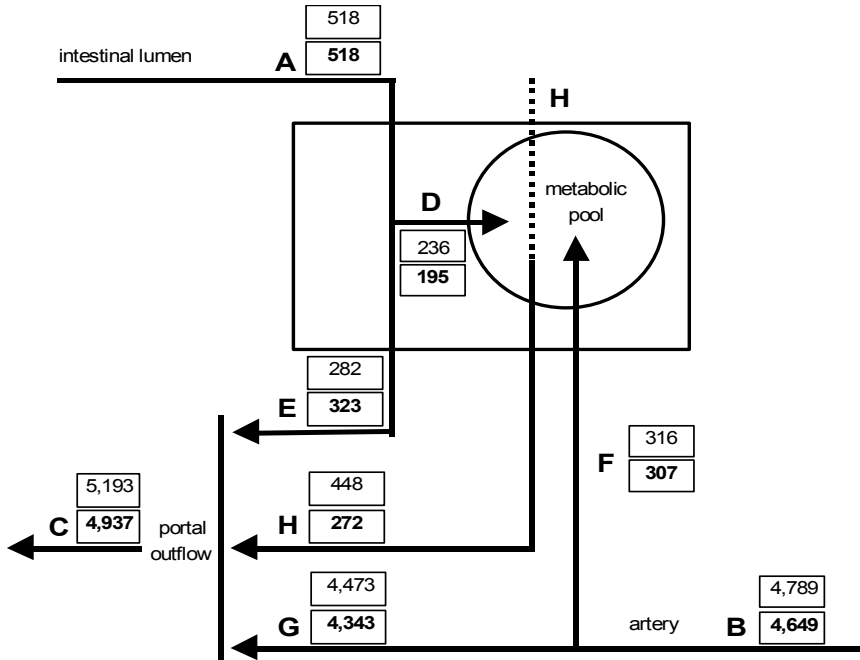 518
intestinal lumen
A
518
H
metabolic
pool
D
236
195
282
E
323
316
F
307
5,193
C
4,937
portal
outflow
448
H
272
4,473
G
4,343
4,789
artery
B
4,649